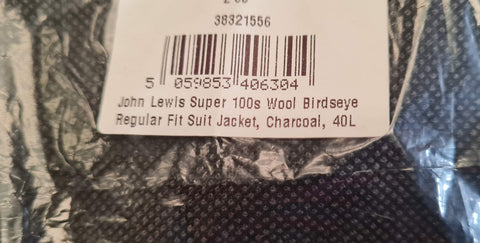 38321556
5 059853 406304
John Lewis Super 100s Wool Birdseye
Regular Fit Suit Jacket, Charcoal, 40L